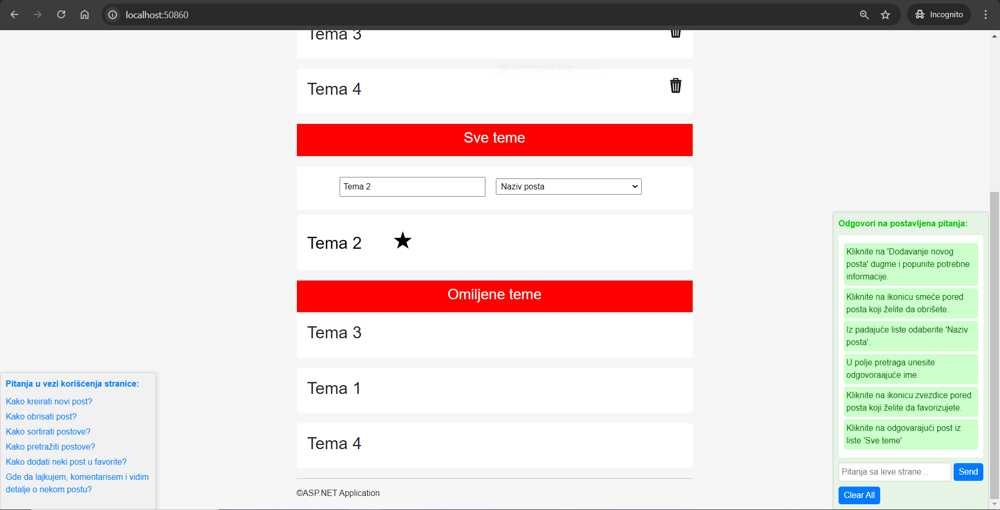 localhost:50860
Incognito
Tema 3
Rectangular Snip
Tema 4
Sve teme
Tema 2
Naziv posta
Tema 2
Omiljene teme
Tema 3
Tema 1
Tema 4
©ASP.NET Application
Pitanja u vezi korišćenja stranice:
Kako kreirati novi post?
Kako obrisati post?
Kako sortirati postove?
Kako pretražiti postove?
Kako dodati neki post u favorite?
Gde da lajkujem, komentarisem i vidim
detalje o nekom postu?
Odgovori na postavljena pitanja:
Kliknite na 'Dodavanje novog
posta' dugme i popunite potrebne
informacije.
Kliknite na ikonicu smeće pored
posta koji želite da obrišete.
Iz padajuće liste odaberite 'Naziv
posta'.
U polje pretraga unesite
odgovoraajuće ime.
Kliknite na ikonicu zvezdice pored
posta koji želite da favorizujete.
Kliknite na odgovarajući post iz
liste 'Sve teme'
Pitanja sa leve strane...
Send
Clear All